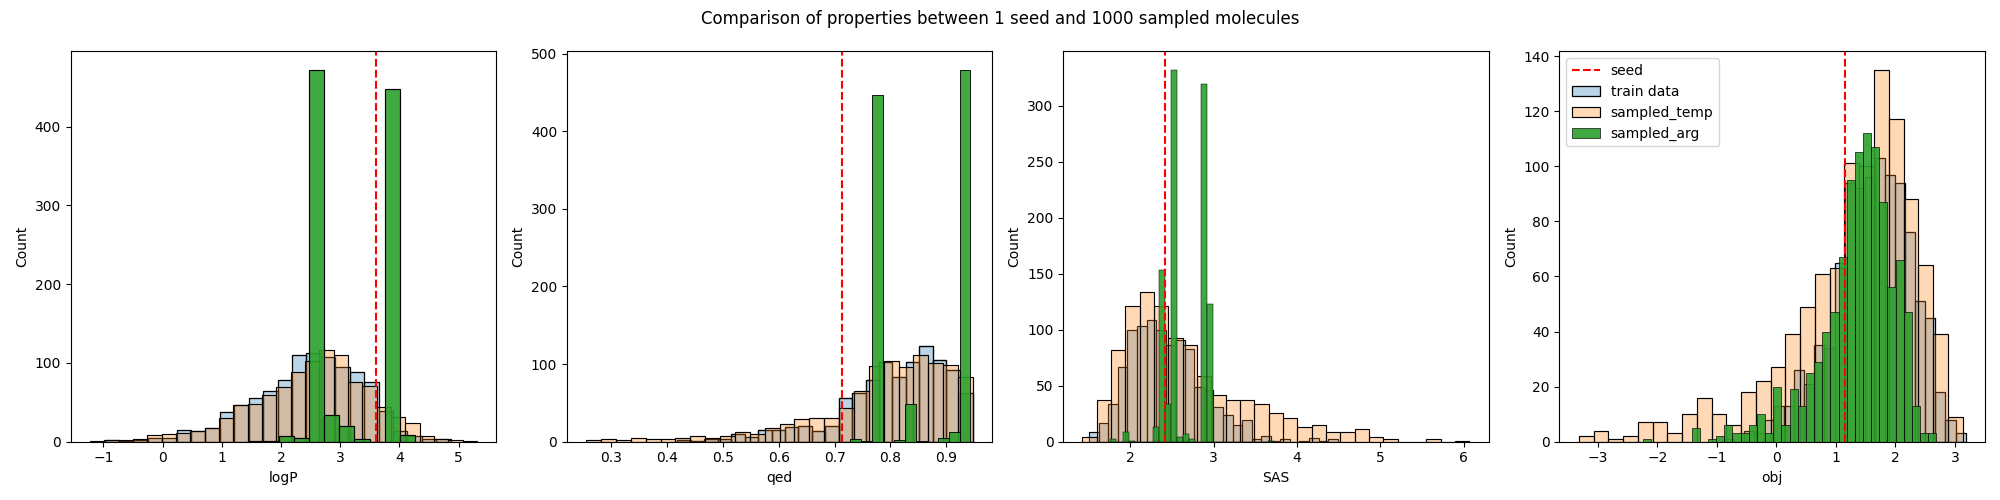 Comparison of properties between 1 seed and 1000 sampled molecules
Count
400
300
200
100
0
−1 0 1 2 3 4 5
logP
Count
500
400
300
200
100
0
0.3 0.4 0.5 0.6 0.7 0.8 0.9
qed
Count
300
250
200
150
100
50
0
2 3 4 5 6
SAS
Count
140
120
100
80
60
40
20
0
−3 −2 −1 0 1 2 3
obj
seed
train data
sampled_temp
sampled_arg